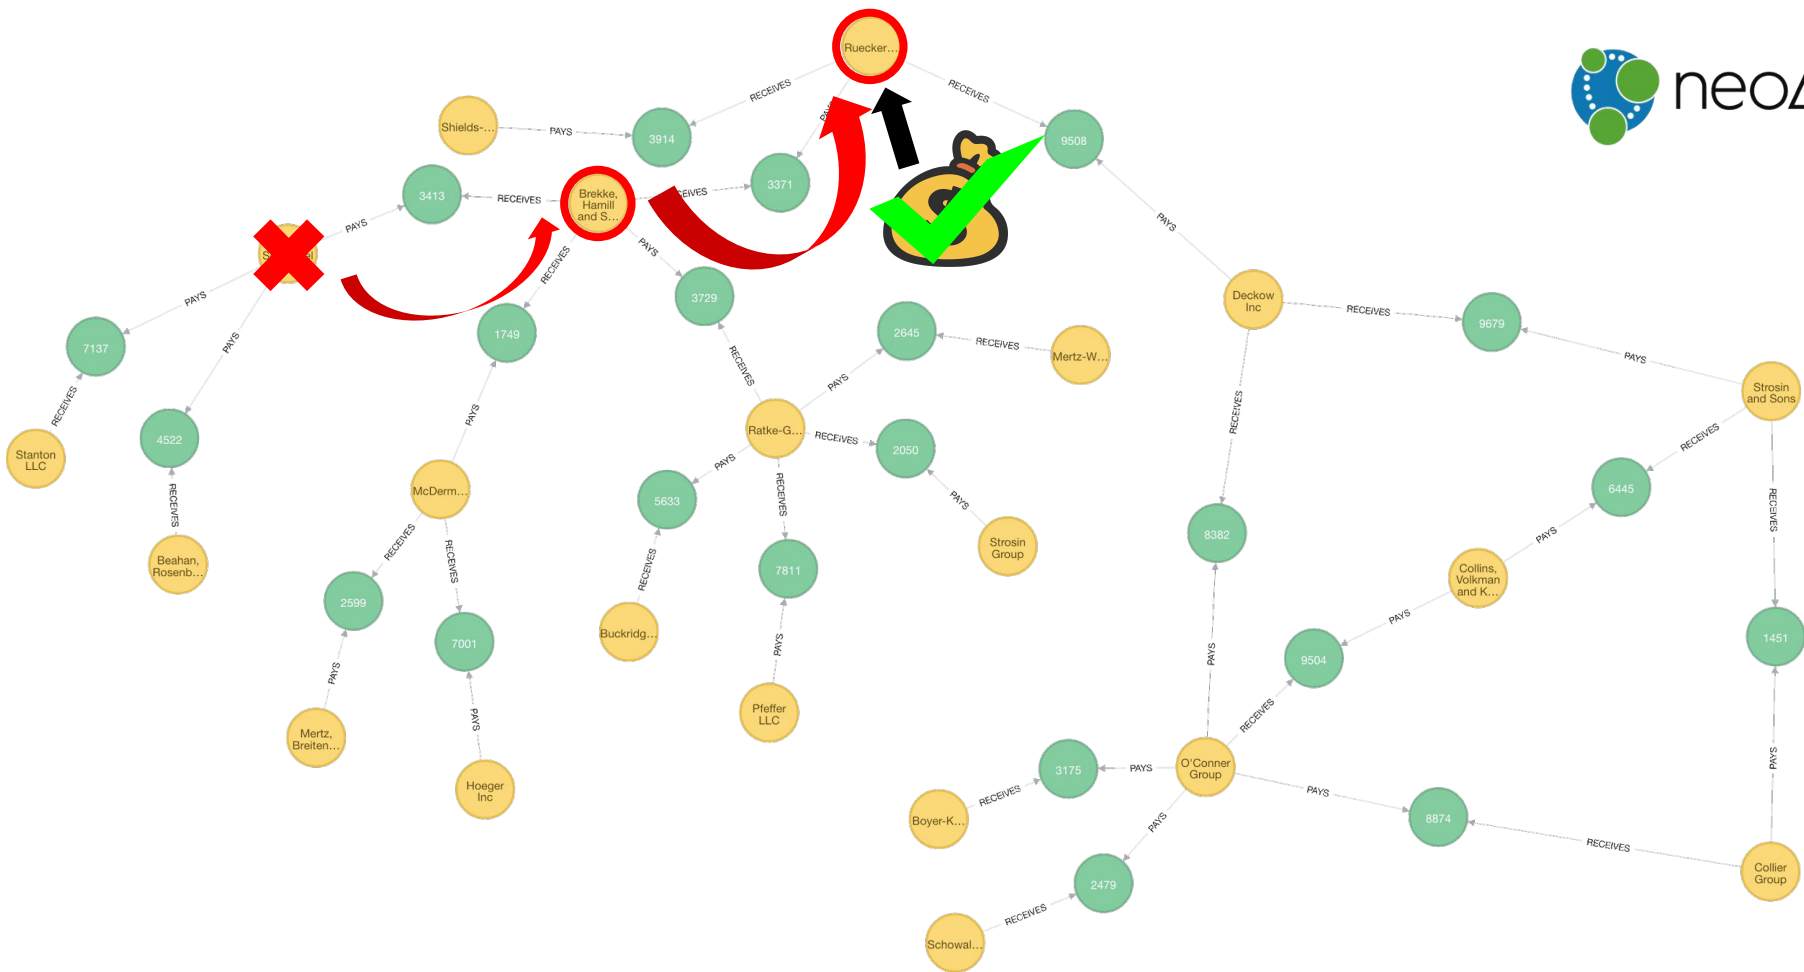 Ruecker...
RECEIVES
RECEIVES
Shields-...
PAYS
3914
9508
3371
3413
RECEIVES
Brekke,
Hamill
and S...
PAYS
PAYS
PAYS
RECEIVES
PAYS
7137
PAYS
1749
3729
2645
RECEIVES
Mertz-W...
Deckow
Inc
RECEIVES
9679
PAYS
RECEIVES
4522
Stanton
LLC
RECEIVES
PAYS
RECEIVES
PAYS
Ratke-G...
RECEIVES
2050
RECEIVES
Strosin
and Sons
RECEIVES
McDerm...
PAYS
5633
RECEIVES
PAYS
6445
RECEIVES
Beahan,
Rosenb...
RECEIVES
RECEIVES
2599
7001
RECEIVES
7811
Strosin
Group
8382
PAYS
Collins,
Volkman
and K...
PAYS
1451
Buckridg...
PAYS
PAYS
PAYS
PAYS
9504
RECEIVES
Mertz,
Breiten...
Hoeger
Inc
Pfeffer
LLC
3175
PAYS
O'Conner
Group
PAYS
PAYS
Boyer-K...
RECEIVES
PAYS
8874
RECEIVES
Collier
Group
2479
RECEIVES
Schowal...